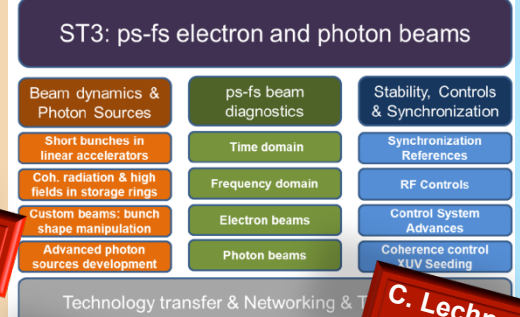 ST3: ps-fs electron and photon beams
Beam dynamics &
Photon Sources
ps-fs beam
diagnostics
Stability, Controls
& Synchronization
Short bunches in
linear accelerators
Time domain
Synchronization
References
Coh. radiation & high
fields in storage rings
Frequency domain
RF Controls
Custom beams: bunch
shape manipulation
Electron beams
Control System
Advances
Advanced photon
sources development
Photon beams
Coherence control
XUV Seeding
Technology transfer & Networking & T
C. Lechn